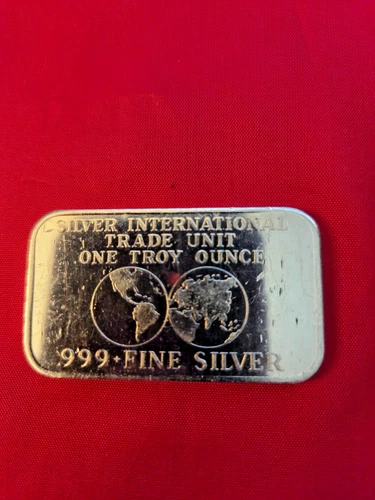 SILVER INTERNATIONAL
TRADE UNIT
ONE TROY OUNCE
.999+FINE SILVER